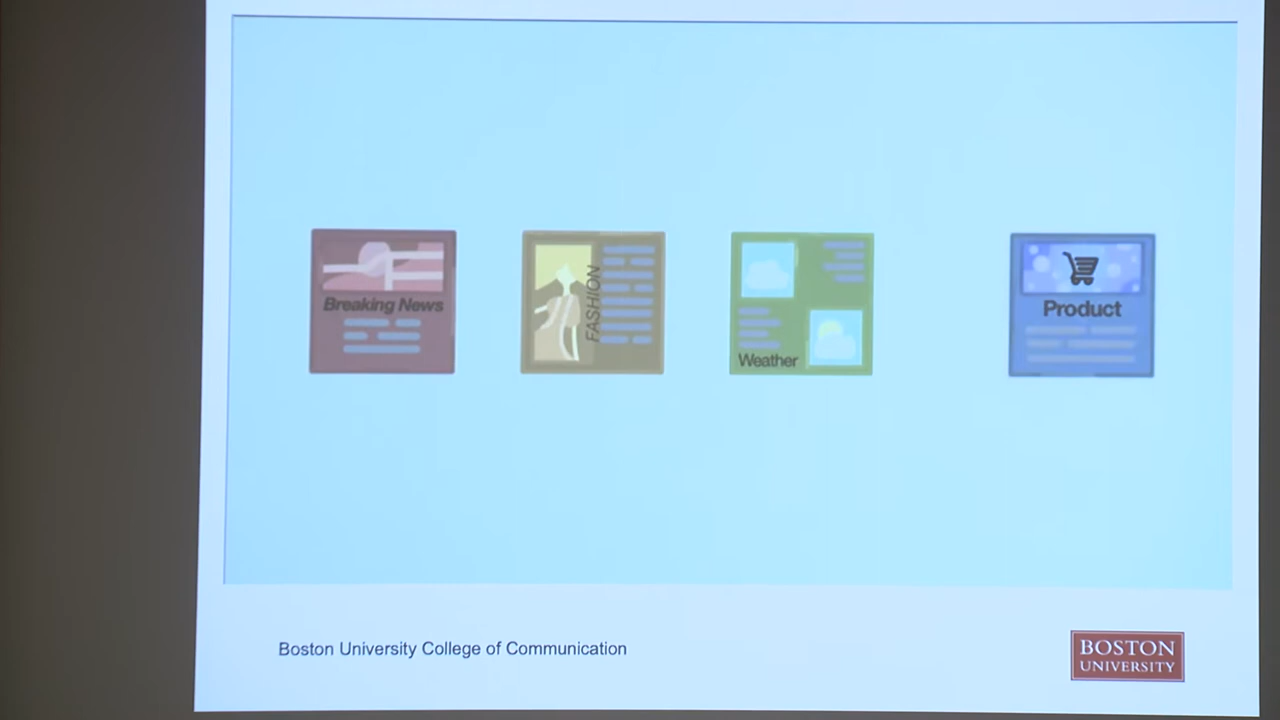 Breaking News
FASHION
Weather
Product
Boston University College of Communication
BOSTON
UNIVERSITY